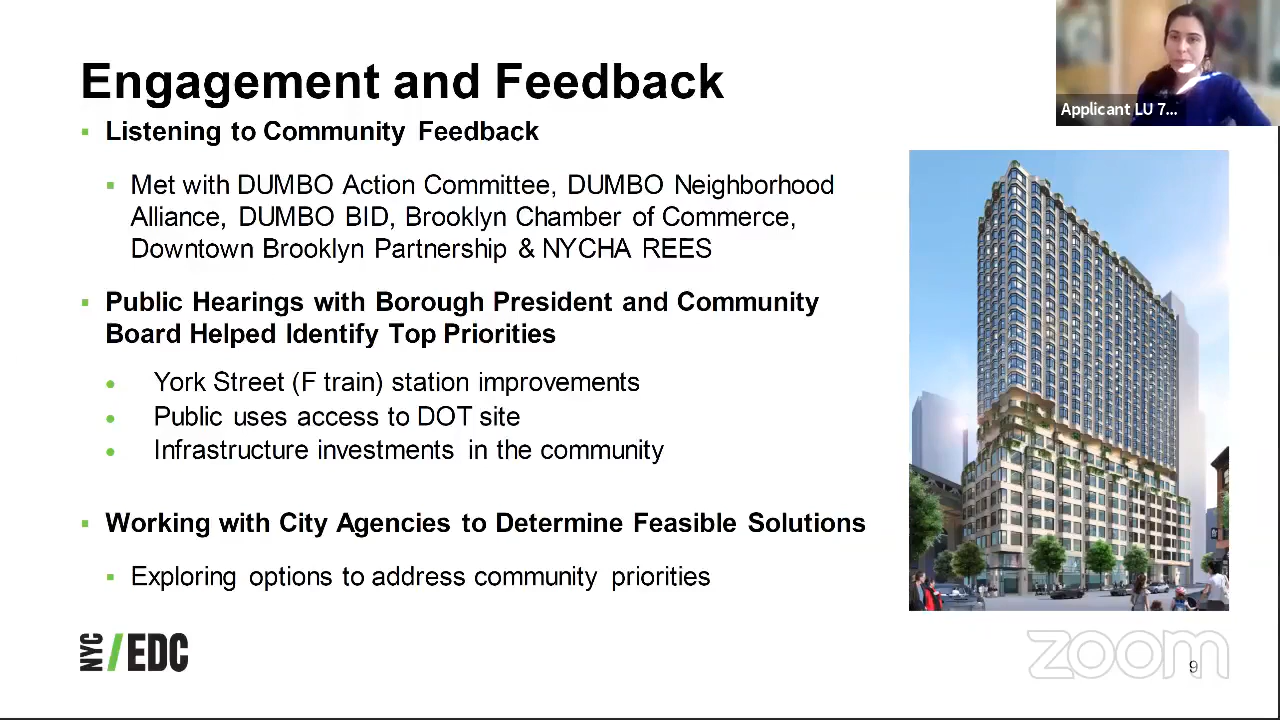 Engagement and Feedback
Applicant LU 7...
Listening to Community Feedback
Met with DUMBO Action Committee, DUMBO Neighborhood
Alliance, DUMBO BID, Brooklyn Chamber of Commerce,
Downtown Brooklyn Partnership & NYCHA REES
Public Hearings with Borough President and Community
Board Helped Identify Top Priorities
York Street (F train) station improvements
Public uses access to DOT site
Infrastructure investments in the community
Working with City Agencies to Determine Feasible Solutions
Exploring options to address community priorities
NYC/EDC
zoom
9